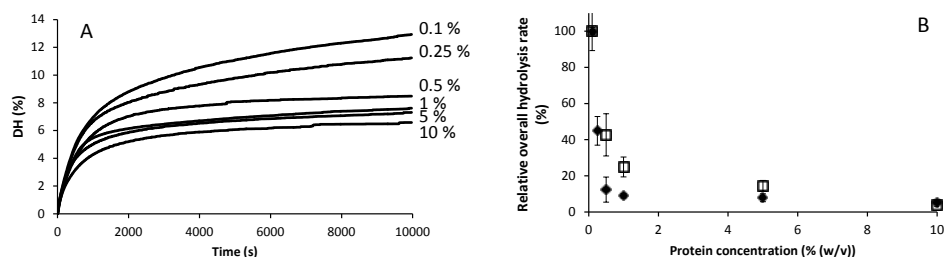 A
14
12
10
8
6
4
2
0
DH (%)
0 2000 4000 6000 8000 10000
Time (s)
0.1 %
0.25 %
0.5 %
1 %
5 %
10 %
B
Relative overall hydrolysis rate
(%)
100
80
60
40
20
0
0 2 4 6 8 10
Protein concentration (% (w/v))